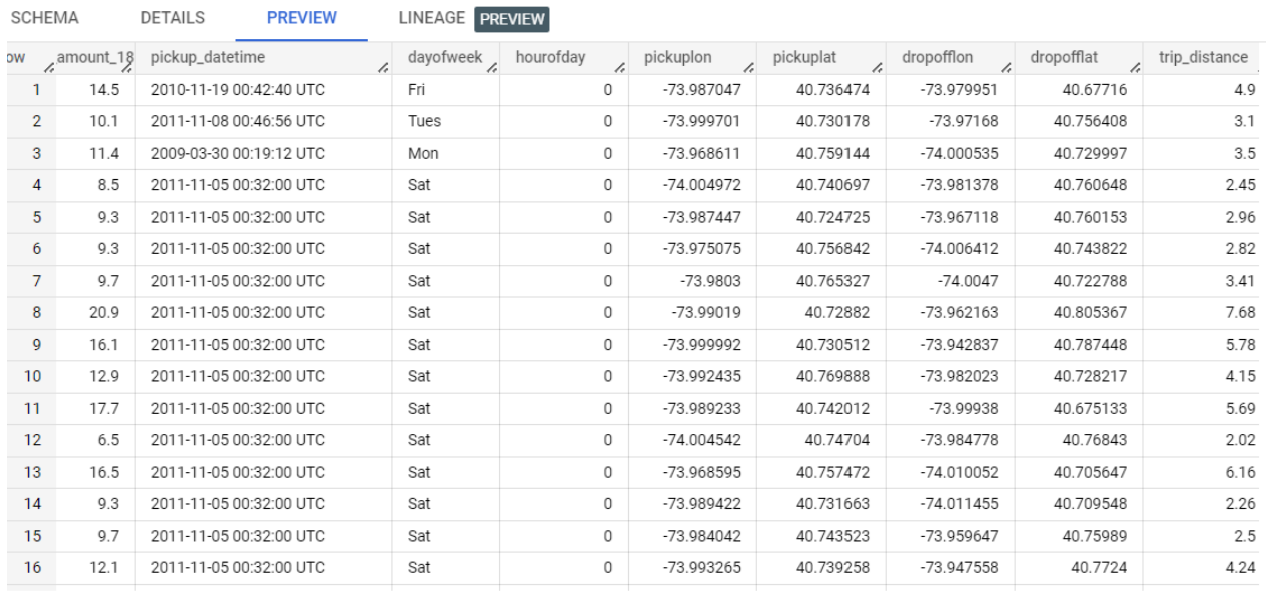 SCHEMA DETAILS PREVIEW LINEAGE PREVIEW
ow amount_18 pickup_datetime dayofweek hourofday pickuplon pickuplat dropofflon dropofflat trip_distance
1 14.5 2010-11-19 00:42:40 UTC Fri 0 -73.987047 40.736474 -73.979951 40.67716 4.9
2 10.1 2011-11-08 00:46:56 UTC Tues 0 -73.999701 40.730178 -73.97168 40.756408 3.1
3 11.4 2009-03-30 00:19:12 UTC Mon 0 -73.968611 40.759144 -74.000535 40.729997 3.5
4 8.5 2011-11-05 00:32:00 UTC Sat 0 -74.004972 40.740697 -73.981378 40.760648 2.45
5 9.3 2011-11-05 00:32:00 UTC Sat 0 -73.987447 40.724725 -73.967118 40.760153 2.96
6 9.3 2011-11-05 00:32:00 UTC Sat 0 -73.975075 40.756842 -74.006412 40.743822 2.82
7 9.7 2011-11-05 00:32:00 UTC Sat 0 -73.9803 40.765327 -74.0047 40.722788 3.41
8 20.9 2011-11-05 00:32:00 UTC Sat 0 -73.99019 40.72882 -73.962163 40.805367 7.68
9 16.1 2011-11-05 00:32:00 UTC Sat 0 -73.999992 40.730512 -73.942837 40.787448 5.78
10 12.9 2011-11-05 00:32:00 UTC Sat 0 -73.992435 40.769888 -73.982023 40.728217 4.15
11 17.7 2011-11-05 00:32:00 UTC Sat 0 -73.989233 40.742012 -73.99938 40.675133 5.69
12 6.5 2011-11-05 00:32:00 UTC Sat 0 -74.004542 40.74704 -73.984778 40.76843 2.02
13 16.5 2011-11-05 00:32:00 UTC Sat 0 -73.968595 40.757472 -74.010052 40.705647 6.16
14 9.3 2011-11-05 00:32:00 UTC Sat 0 -73.989422 40.731663 -74.011455 40.709548 2.26
15 9.7 2011-11-05 00:32:00 UTC Sat 0 -73.984042 40.743523 -73.959647 40.75989 2.5
16 12.1 2011-11-05 00:32:00 UTC Sat 0 -73.993265 40.739258 -73.947558 40.7724 4.24